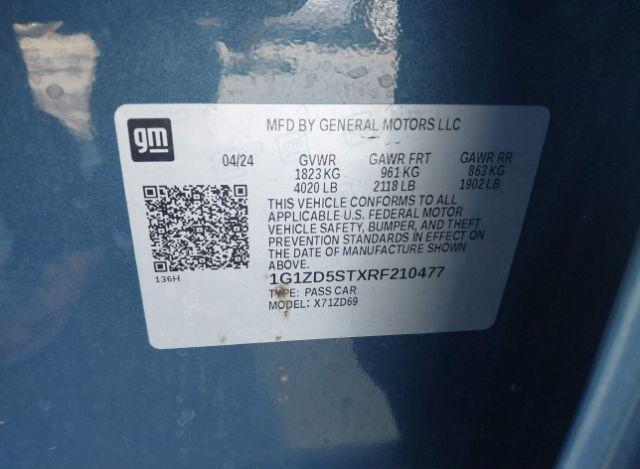 gm
MFD BY GENERAL MOTORS LLC
04/24 GVWR GAWR FRT GAWR RR
1823 KG 961 KG 863 KG
4020 LB 2118 LB 1902 LB
THIS VEHICLE CONFORMS TO ALL
APPLICABLE U.S. FEDERAL MOTOR
VEHICLE SAFETY, BUMPER, AND THEFT
PREVENTION STANDARDS IN EFFECT ON
THE DATE OF MANUFACTURE SHOWN
ABOVE.
136H
1G1ZD5STXRF210477
TYPE: PASS CAR
MODEL: X71ZD69